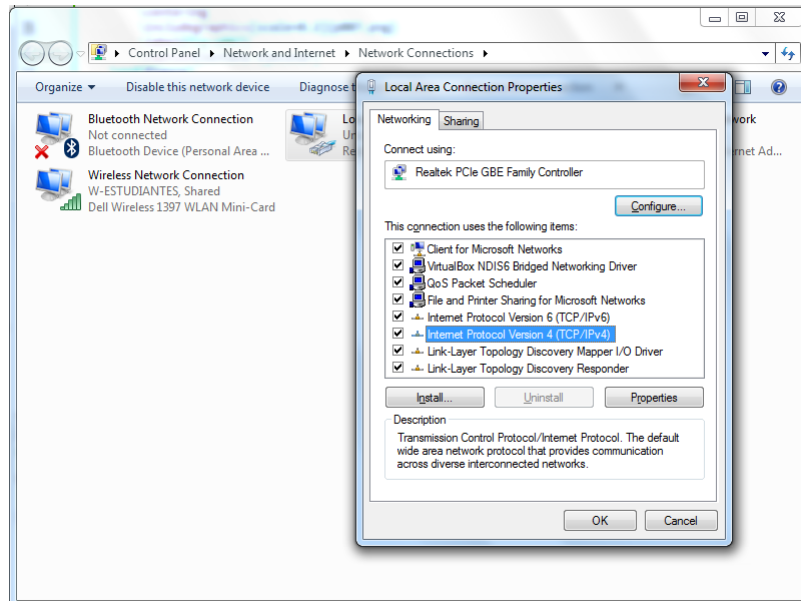 Control Panel Network and Internet Network Connections
Organize Disable this network device Diagnose t
Bluetooth Network Connection
Not connected
Bluetooth Device (Personal Area ...
Lo
Un
Re
work
rnet Ad...
Wireless Network Connection
W-ESTUDIANTES, Shared
Dell Wireless 1397 WLAN Mini-Card
Local Area Connection Properties
Networking Sharing
Connect using:
Realtek PCIe GBE Family Controller
Configure...
This connection uses the following items:
Client for Microsoft Networks
VirtualBox NDIS6 Bridged Networking Driver
QoS Packet Scheduler
File and Printer Sharing for Microsoft Networks
Internet Protocol Version 6 (TCP/IPv6)
Internet Protocol Version 4 (TCP/IPv4)
Link-Layer Topology Discovery Mapper I/O Driver
Link-Layer Topology Discovery Responder
Install... Uninstall Properties
Description
Transmission Control Protocol/Internet Protocol. The default
wide area network protocol that provides communication
across diverse interconnected networks.
OK Cancel